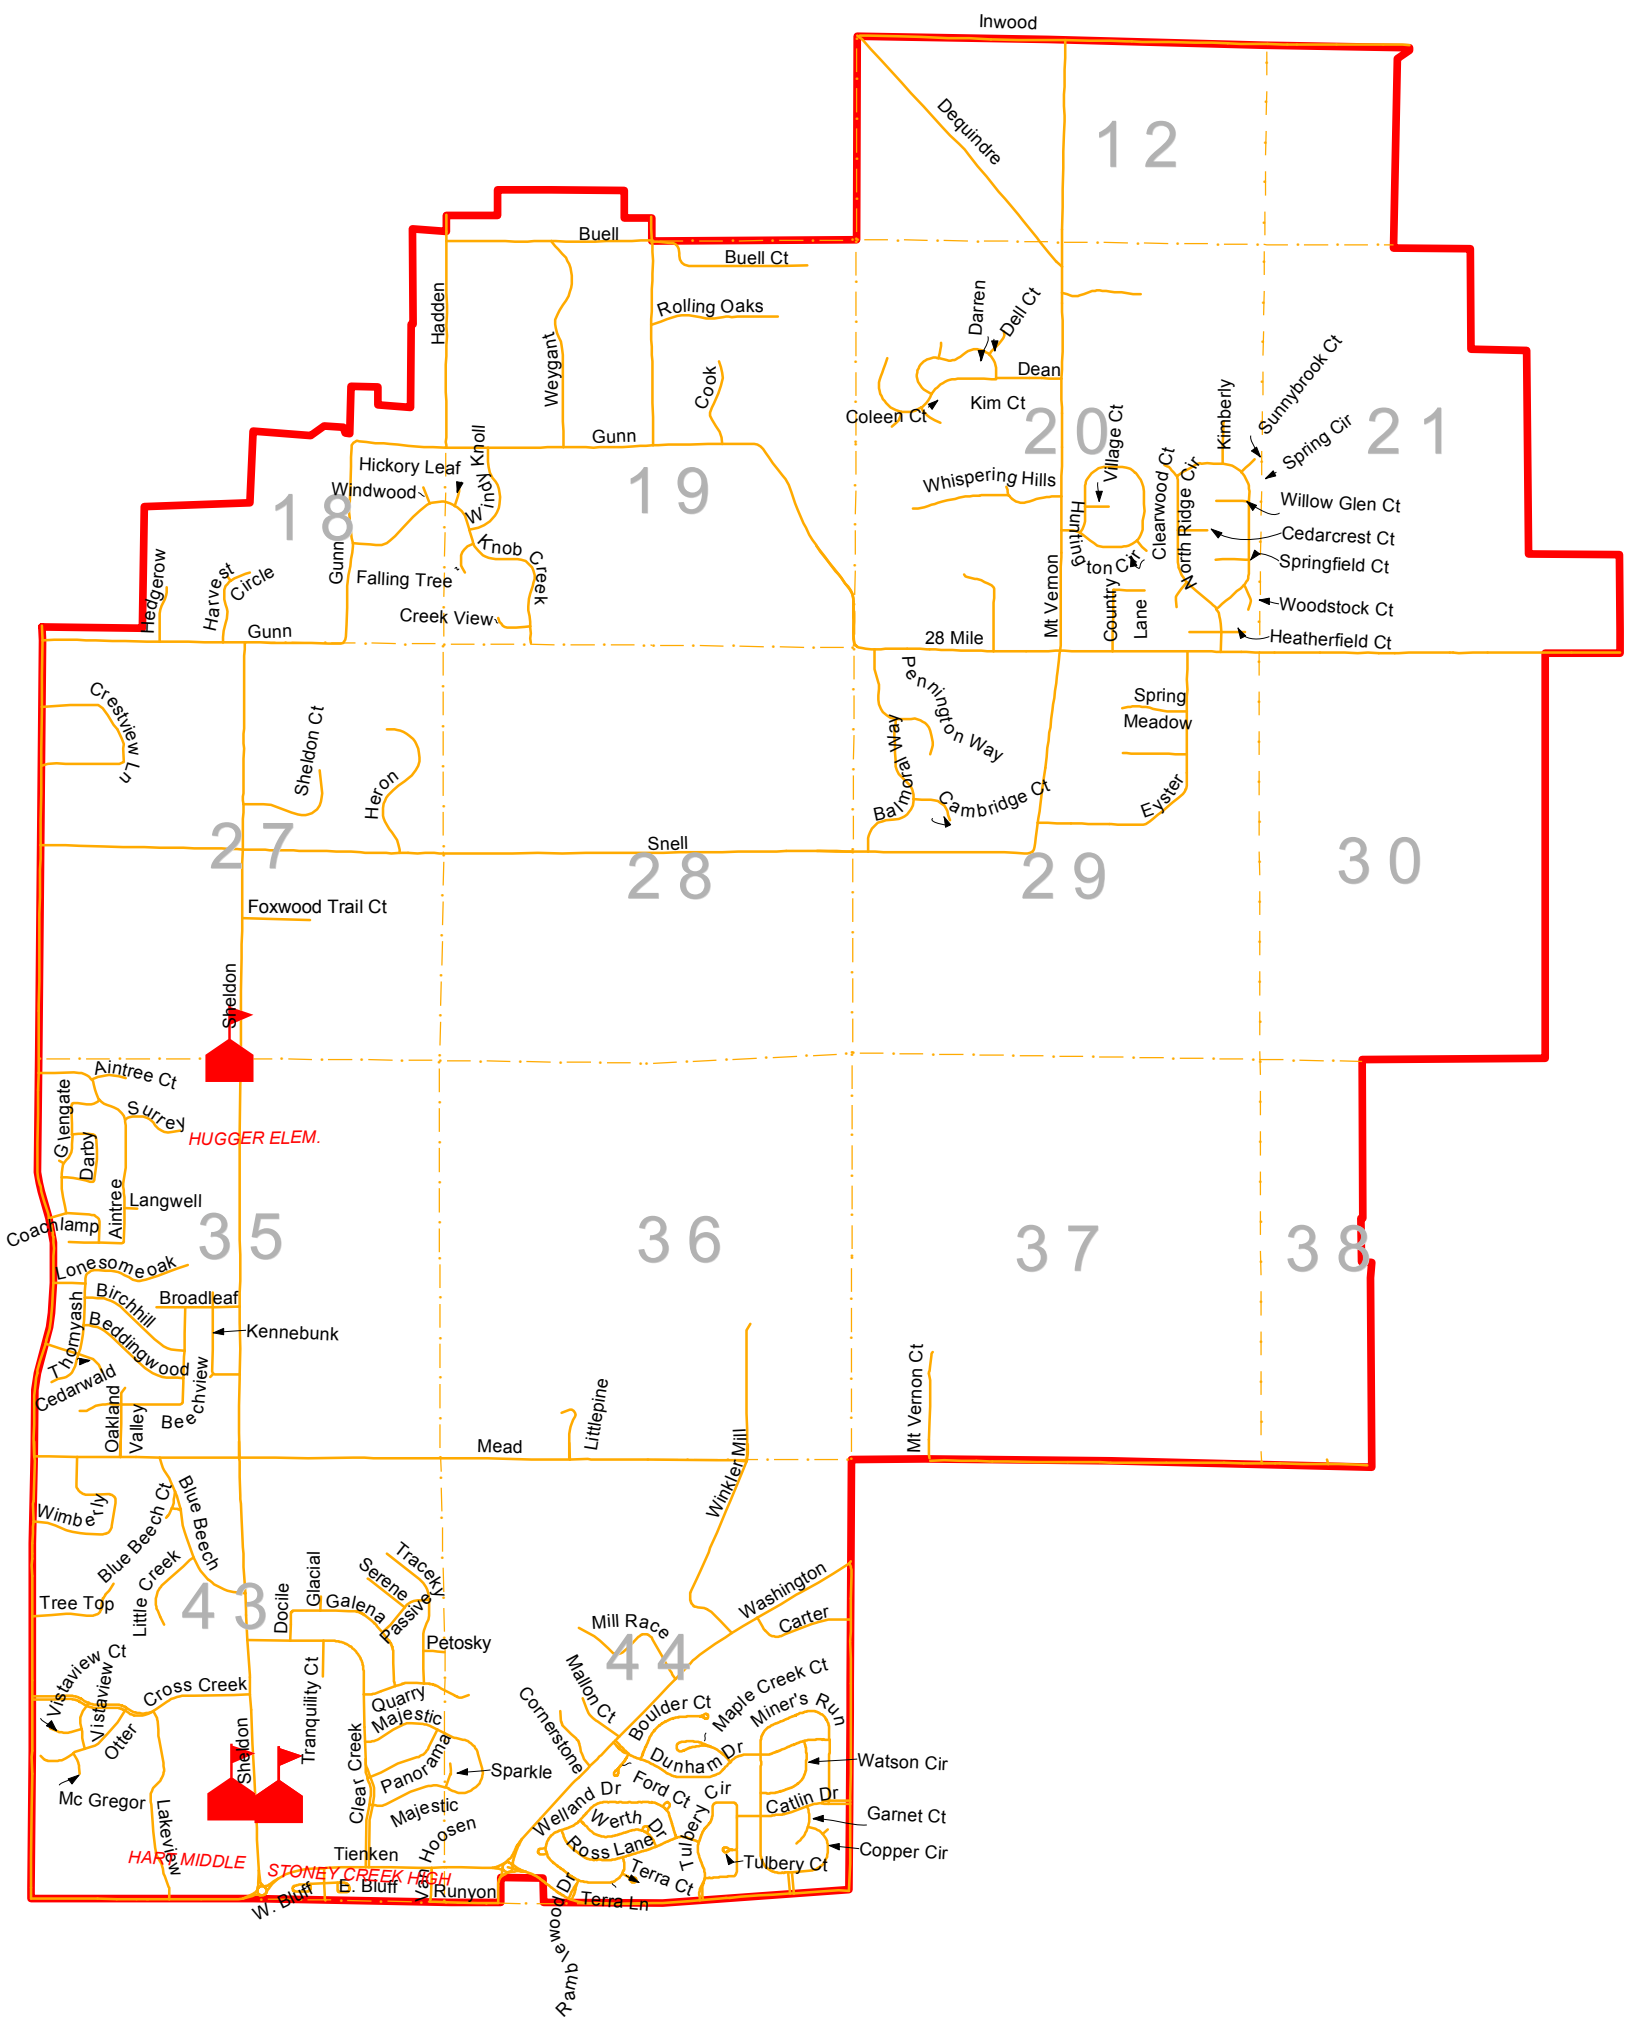 Inwood
Dequindre
12
Buell
Buell Ct
Hadden
Weygant
Rolling Oaks
Cook
Darren
Dell Ct
Dean
Kim Ct
Coleen Ct
20
Village Ct
Kimberly
Sunnybrook Ct
Spring Cir
21
Gunn
Hickory Leaf
Windwood
Windy Knoll
18
19
Whispering Hills
Huntington Cir
Clearwood Ct
North Ridge Cir
Willow Glen Ct
Cedarcrest Ct
Springfield Ct
Woodstock Ct
Heatherfield Ct
Gunn
Knob Creek
Falling Tree
Creek View
Hedgerow
Harvest
Circle
Gunn
Mt Vernon
Country
Lane
28 Mile
Crestview Ln
Sheldon Ct
Heron
Pennington Way
Balmoral Way
Cambridge Ct
Spring
Meadow
Eyster
27
Snell
28
29
30
Foxwood Trail Ct
Sheldon
Aintree Ct
Glengate
Surrey
Darby
HUGGER ELEM.
Aintree
Langwell
Coachlamp
35
36
37
38
Lonesomeoak
Birchhill
Broadleaf
Thornyash
Beddingwood
Kennebunk
Cedarwald
Beechview
Oakland
Valley
Mead
Littlepine
Winkler Mill
Mt Vernon Ct
Wimberly
Blue Beech Ct
Blue Beech
Little Creek
Tree Top
43
Docile
Glacial
Galena
Serene
Traceky
Passive
Petosky
Mill Race
44
Washington
Carter
Vistaview Ct
Vistaview
Otter
Cross Creek
Mc Gregor
Lakeview
Sheldon
Tranquility Ct
Clear Creek
Quarry
Majestic
Panorama
Sparkle
Majestic
Van Hoosen
Cornerstone
Mallon Ct
Boulder Ct
Maple Creek Ct
Miner's Run
Dunham Dr
Watson Cir
Ford Ct
Welland Dr
Werth Dr
Ross Lane
Tulbery Cir
Catlin Dr
Garnet Ct
Copper Cir
Tulbery Ct
Terra Ct
Terra Ln
Ramblewood Dr
Tienken
HART MIDDLE
STONEY CREEK HIGH
W. Bluff
E. Bluff
Runyon